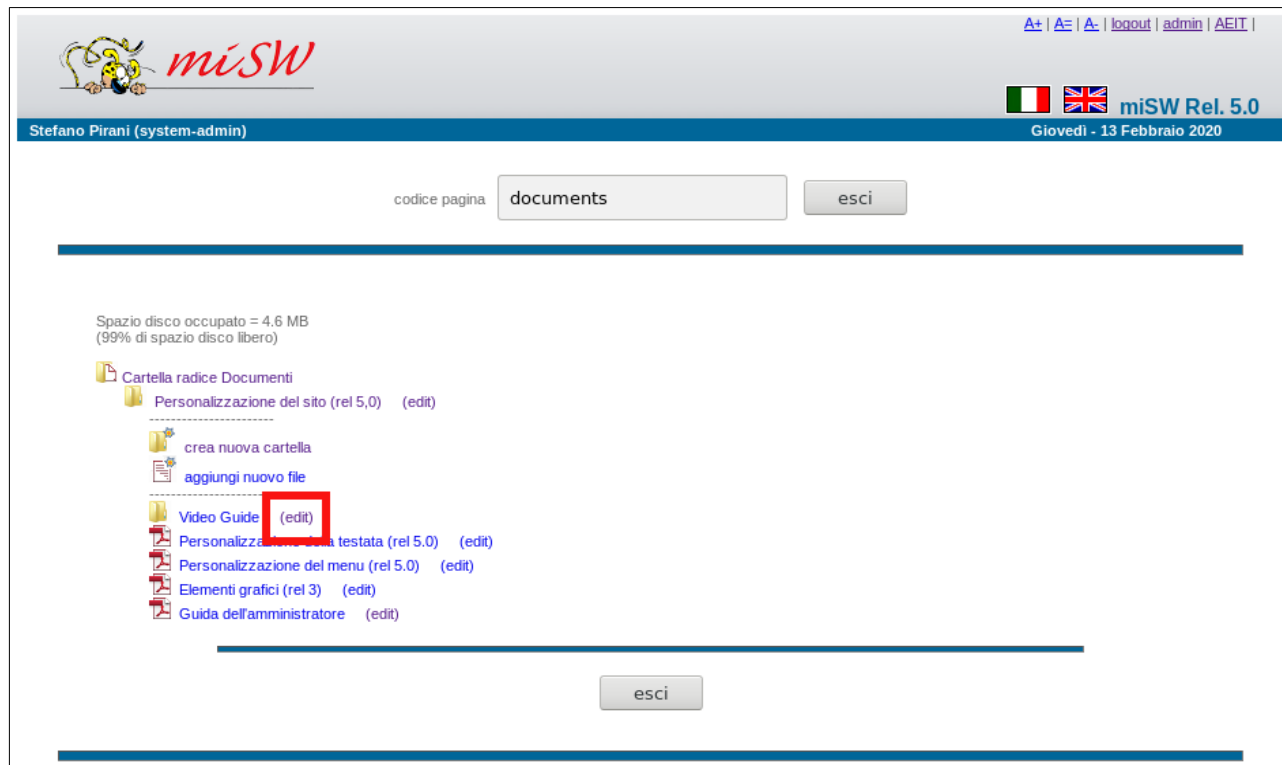 A+ | A= | A- | logout | admin | AEIT |
miSW
miSW Rel. 5.0
Stefano Pirani (system-admin) Giovedì - 13 Febbraio 2020
codice pagina documents esci
Spazio disco occupato = 4.6 MB
(99% di spazio disco libero)
Cartella radice Documenti
Personalizzazione del sito (rel 5,0) (edit)
------------------------
crea nuova cartella
aggiungi nuovo file
------------------------
Video Guide (edit)
Personalizzazione della testata (rel 5.0) (edit)
Personalizzazione del menu (rel 5.0) (edit)
Elementi grafici (rel 3) (edit)
Guida dell'amministratore (edit)
esci